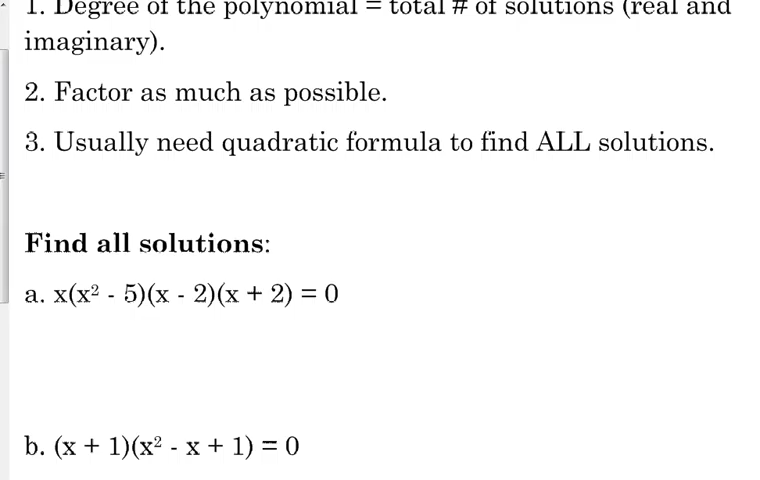 1. Degree of the polynomial = total # of solutions (real and
imaginary).
2. Factor as much as possible.
3. Usually need quadratic formula to find ALL solutions.
Find all solutions:
a. x(x² - 5)(x - 2)(x + 2) = 0
b. (x + 1)(x² - x + 1) = 0